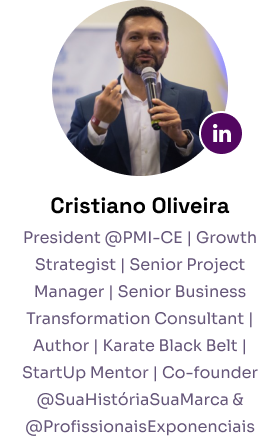 in
Cristiano Oliveira
President @PMI-CE | Growth
Strategist | Senior Project
Manager | Senior Business
Transformation Consultant |
Author | Karate Black Belt |
StartUp Mentor | Co-founder
@SuaHistóriaSuaMarca &
@ProfissionaisExponenciais